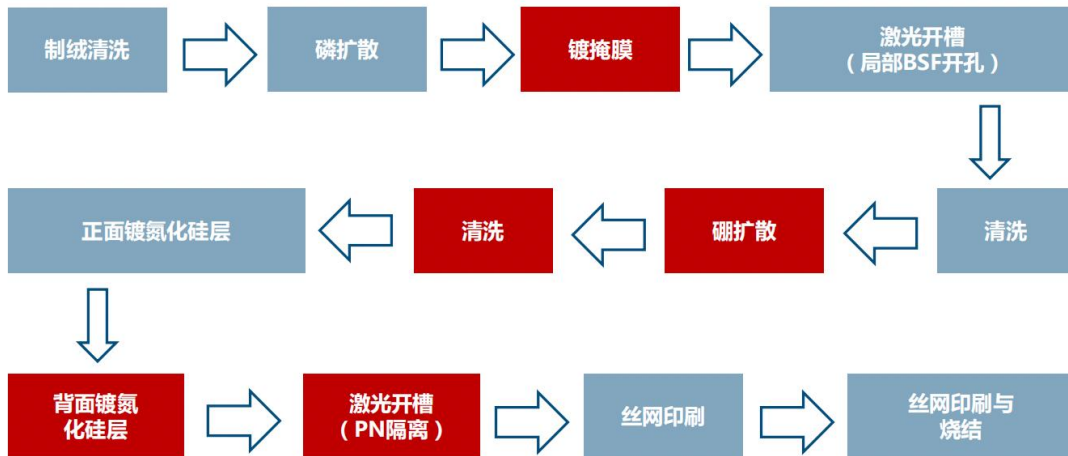 制绒清洗
磷扩散
镀掩膜
激光开槽
（局部BSF开孔）
清洗
硼扩散
清洗
正面镀氮化硅层
背面镀氮
化硅层
激光开槽
（PN隔离）
丝网印刷
丝网印刷与
烧结